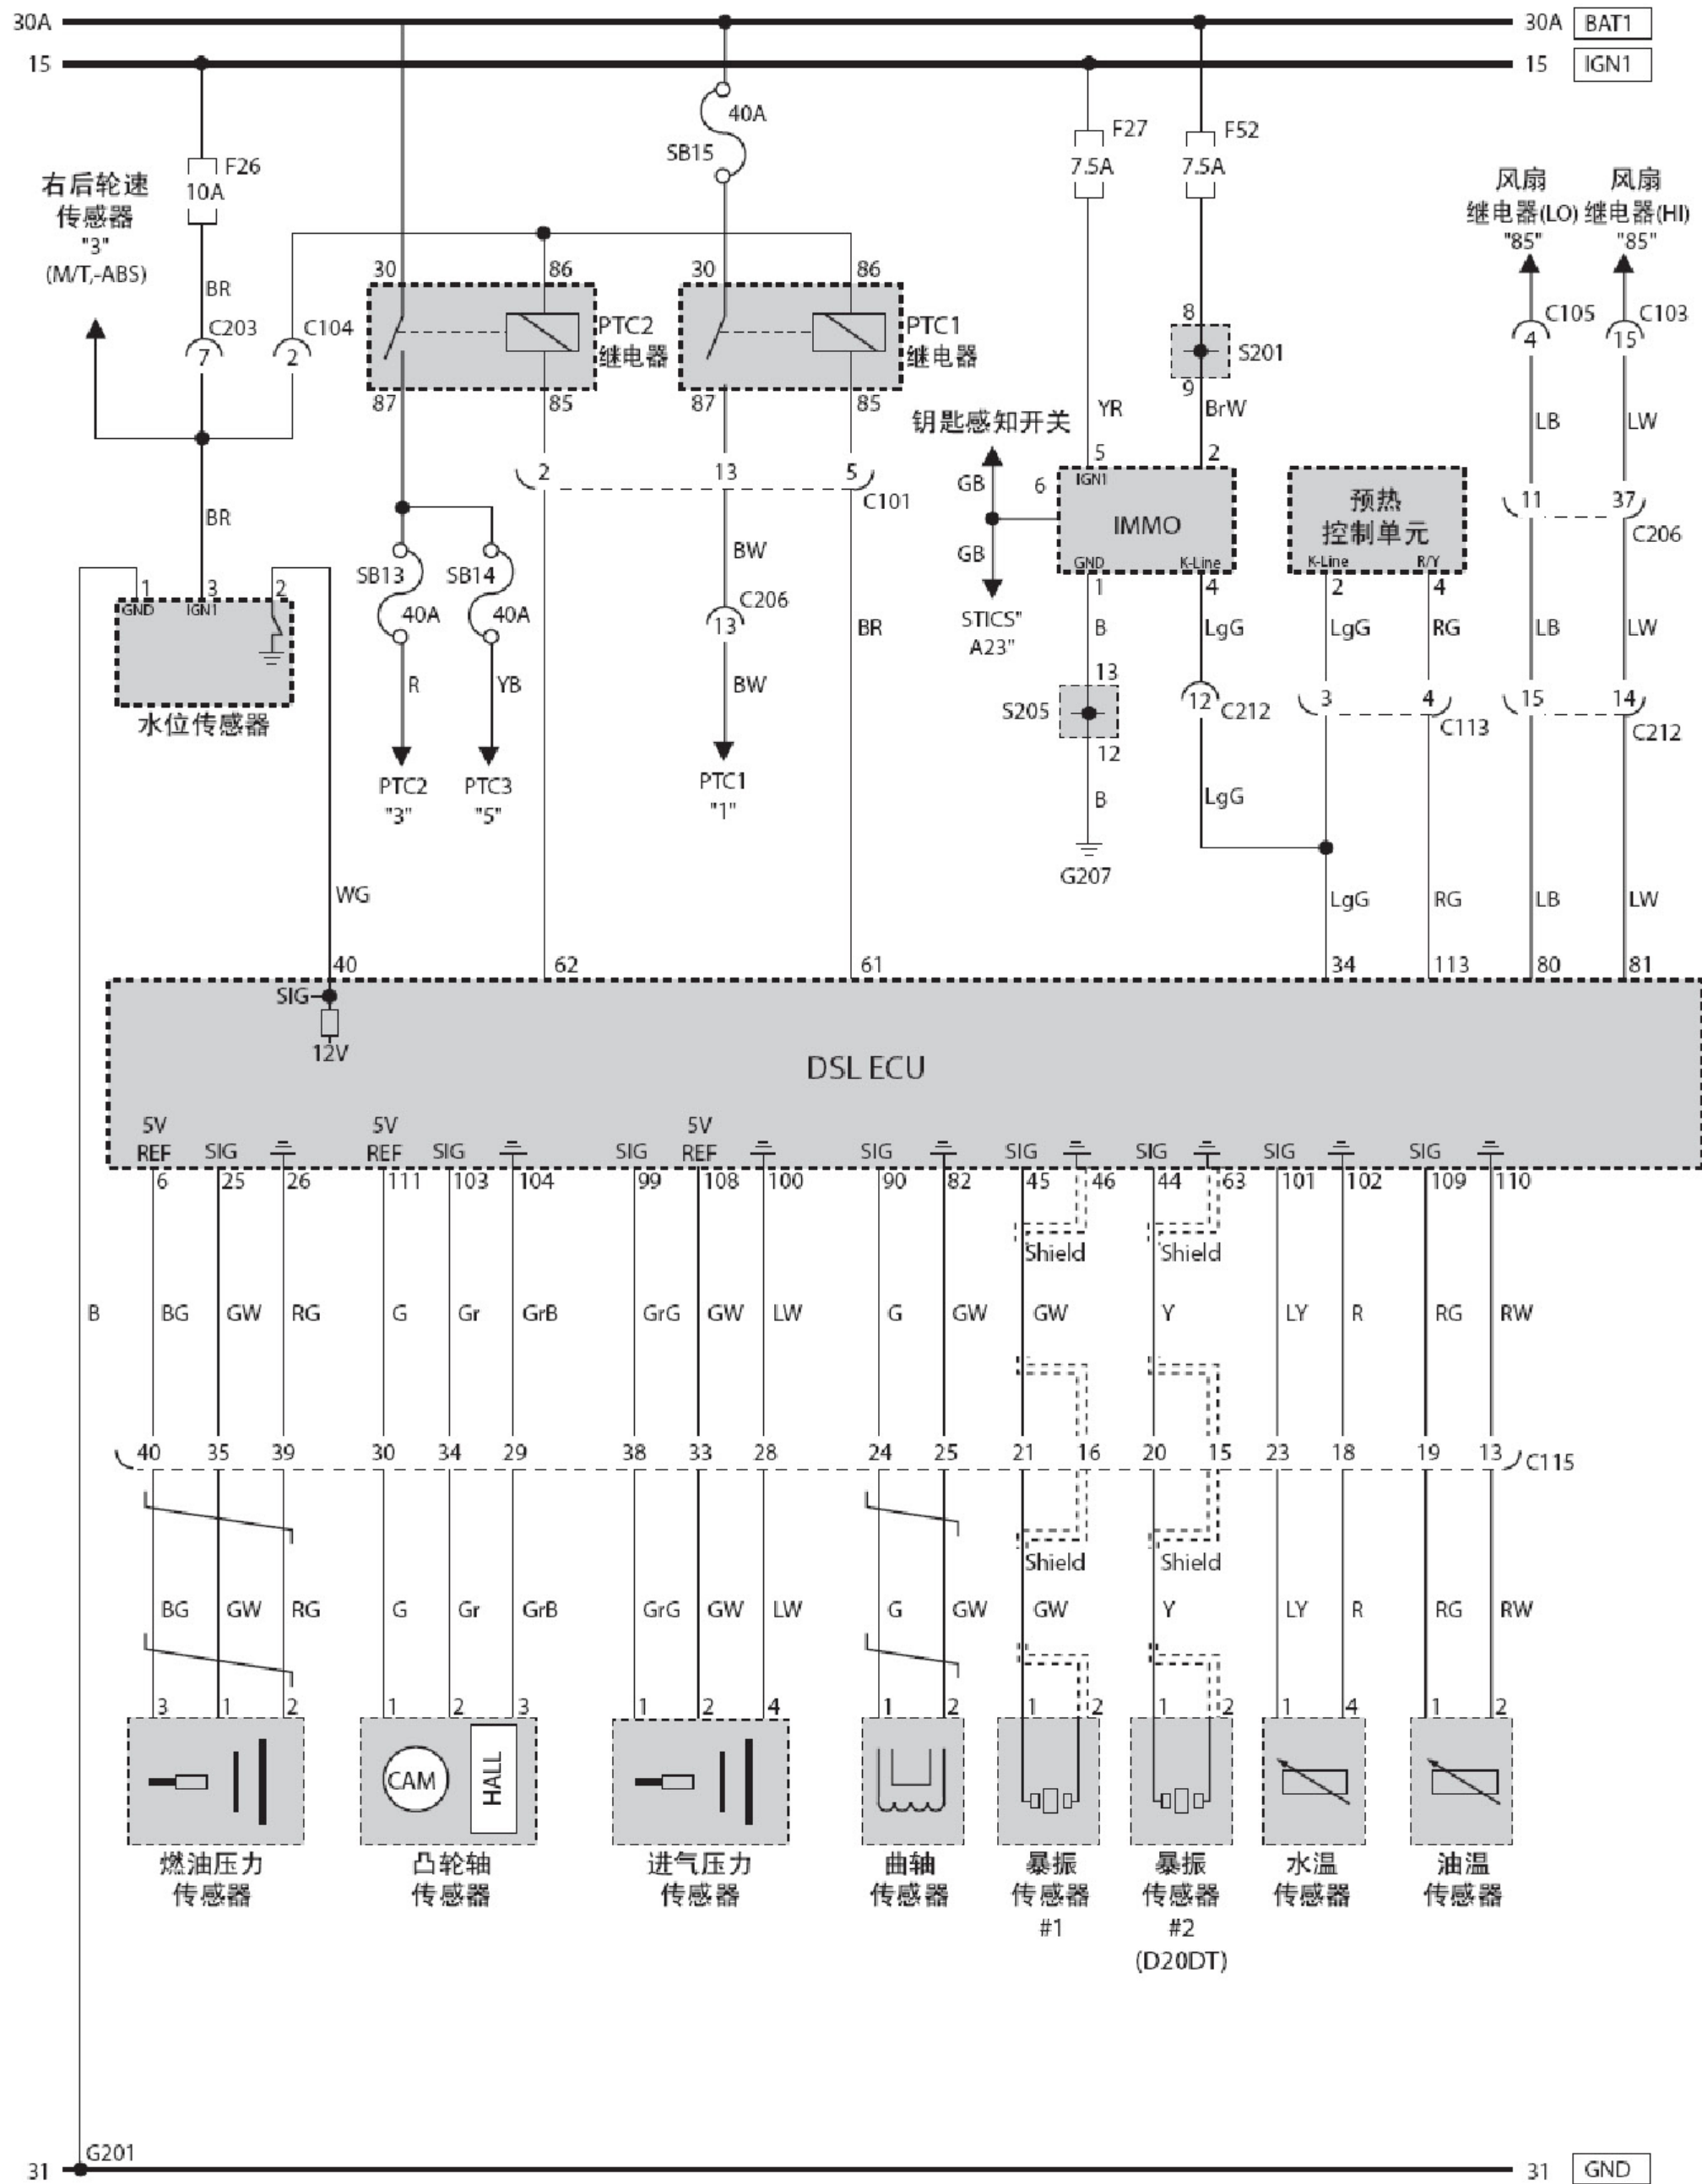 30A 30A BAT1
15 15 IGN1
40A
SB15
F26
10A
F27
7.5A
F52
7.5A
右后轮速
传感器
"3"
(M/T,-ABS)
风扇
继电器(LO)
"85"
风扇
继电器(HI)
"85"
BR
30 86 30 86
C203
7
C104
2
PTC2
继电器
PTC1
继电器
8
S201
9
C105
4
C103
15
87 85 87 85
YR BrW LB LW
钥匙感知开关
2 13 5
C101
5 2
GB 6 IGN1
IMMO
GB
GND K-Line
预热
控制单元
K-Line R/Y
11 37
C206
BR
BW
SB13 40A
SB14 40A
C206
13
BR
1 3 2
GND IGN1
水位传感器
STICS"
A23"
1 4 2 4
B LgG LgG RG LB LW
R YB BW
13
S205
12
12 C212
3 4
C113
15 14
C212
PTC2
"3"
PTC3
"5"
PTC1
"1"
B LgG
G207
WG LgG RG LB LW
40 62 61 34 113 80 81
SIG
12V
DSL ECU
5V 5V 5V
REF SIG REF SIG SIG REF SIG SIG SIG SIG SIG
6 25 26 111 103 104 99 108 100 90 82 45 46 44 63 101 102 109 110
Shield Shield
B BG GW RG G Gr GrB GrG GW LW G GW GW Y LY R RG RW
40 35 39 30 34 29 38 33 28 24 25 21 16 20 15 23 18 19 13 C115
Shield Shield
BG GW RG G Gr GrB GrG GW LW G GW GW Y LY R RG RW
3 1 2 1 2 3 1 2 4 1 2 1 2 1 2 1 4 1 2
CAM HALL
燃油压力
传感器
凸轮轴
传感器
进气压力
传感器
曲轴
传感器
暴振
传感器
#1
暴振
传感器
#2
(D20DT)
水温
传感器
油温
传感器
G201
31 31 GND